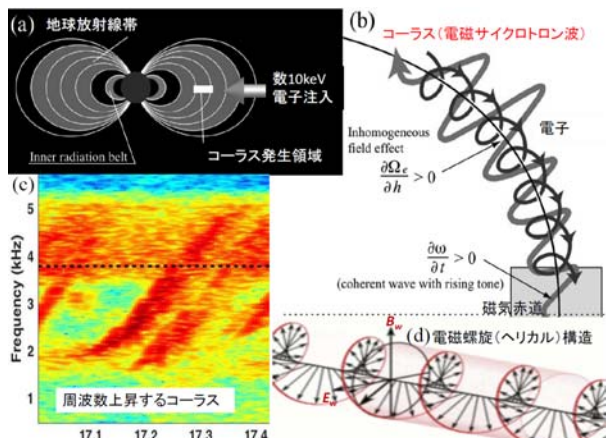 (a)
地球放射線帯
数10keV
電子注入
コーラス発生領域
Inner radiation belt
(b)
コーラス(電磁サイクロトロン波)
電子
Inhomogeneous
field effect
∂Ωe/∂h > 0
∂ω/∂t > 0
(coherent wave with rising tone)
磁気赤道
(c)
Frequency (kHz)
5
4
3
2
1
周波数上昇するコーラス
17.1 17.2 17.3 17.4
(d)電磁螺旋(ヘリカル)構造
Bw
Ew